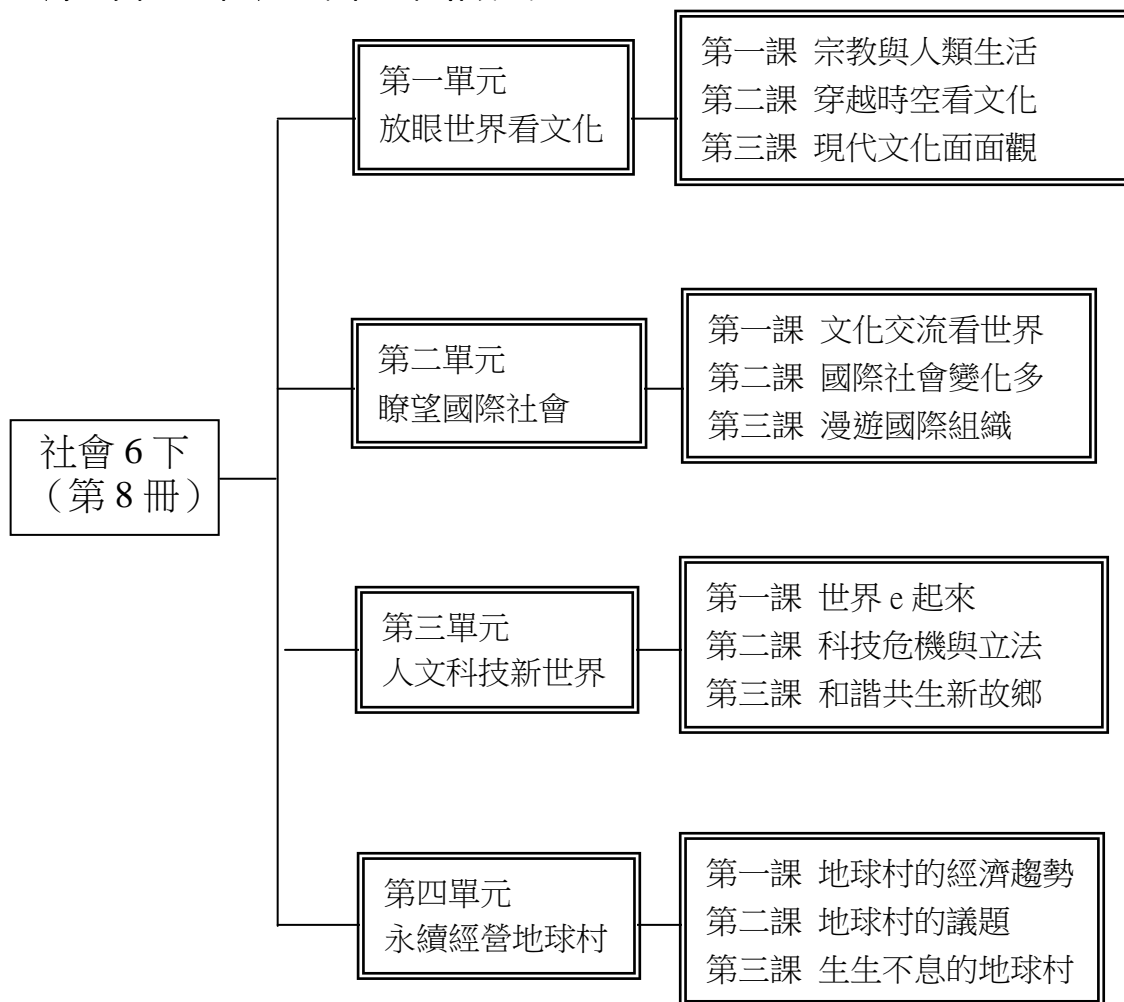 社會 6 下
（第 8 冊）
第一單元
放眼世界看文化
第一課 宗教與人類生活
第二課 穿越時空看文化
第三課 現代文化面面觀
第二單元
瞭望國際社會
第一課 文化交流看世界
第二課 國際社會變化多
第三課 漫遊國際組織
第三單元
人文科技新世界
第一課 世界 e 起來
第二課 科技危機與立法
第三課 和諧共生新故鄉
第四單元
永續經營地球村
第一課 地球村的經濟趨勢
第二課 地球村的議題
第三課 生生不息的地球村